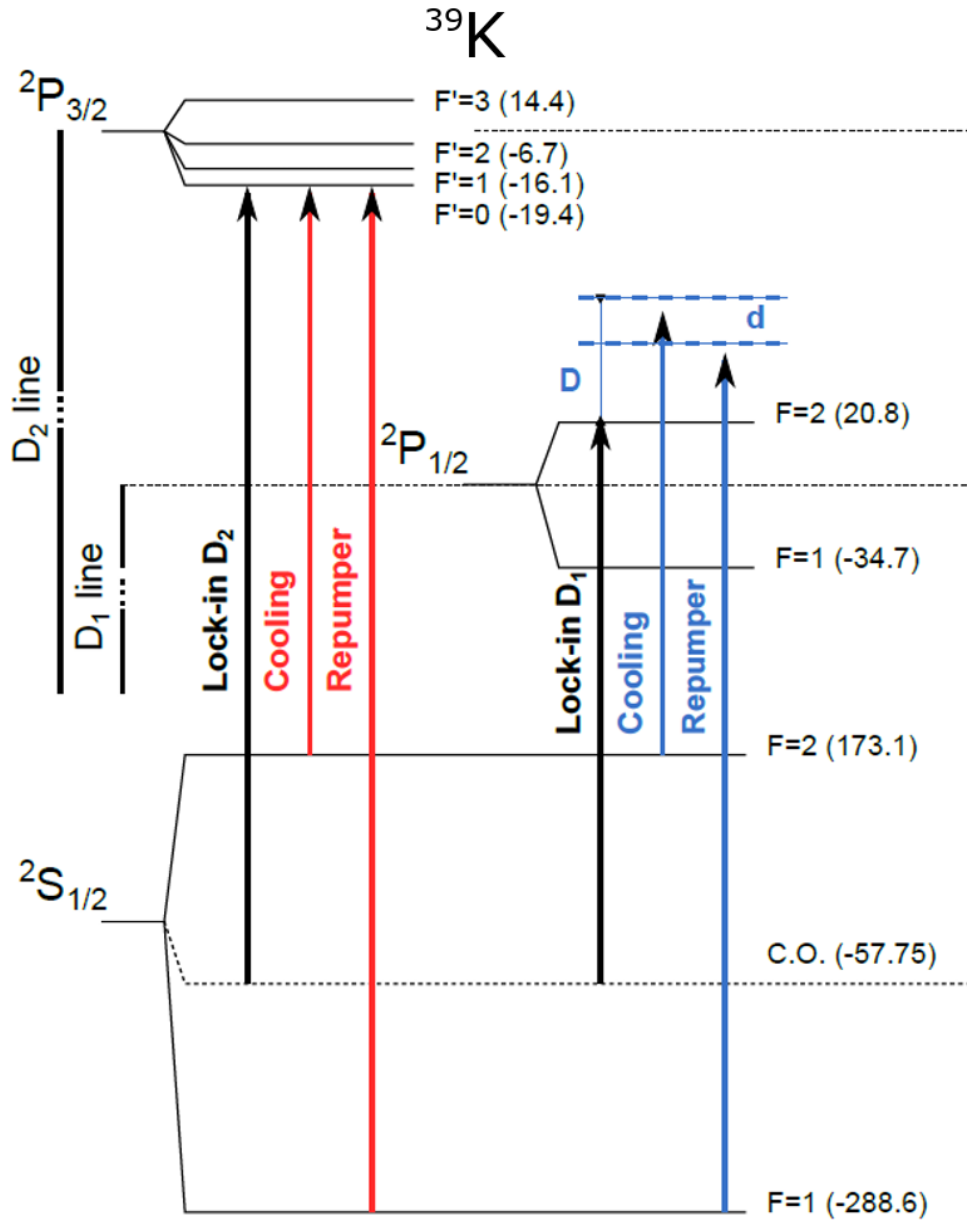 ³⁹K
²P₃/₂
F'=3 (14.4)
F'=2 (-6.7)
F'=1 (-16.1)
F'=0 (-19.4)
d
D
D₂ line
F=2 (20.8)
²P₁/₂
D₁ line
Lock-in D₂
Cooling
Repumper
Lock-in D₁
Cooling
Repumper
F=1 (-34.7)
F=2 (173.1)
²S₁/₂
C.O. (-57.75)
F=1 (-288.6)